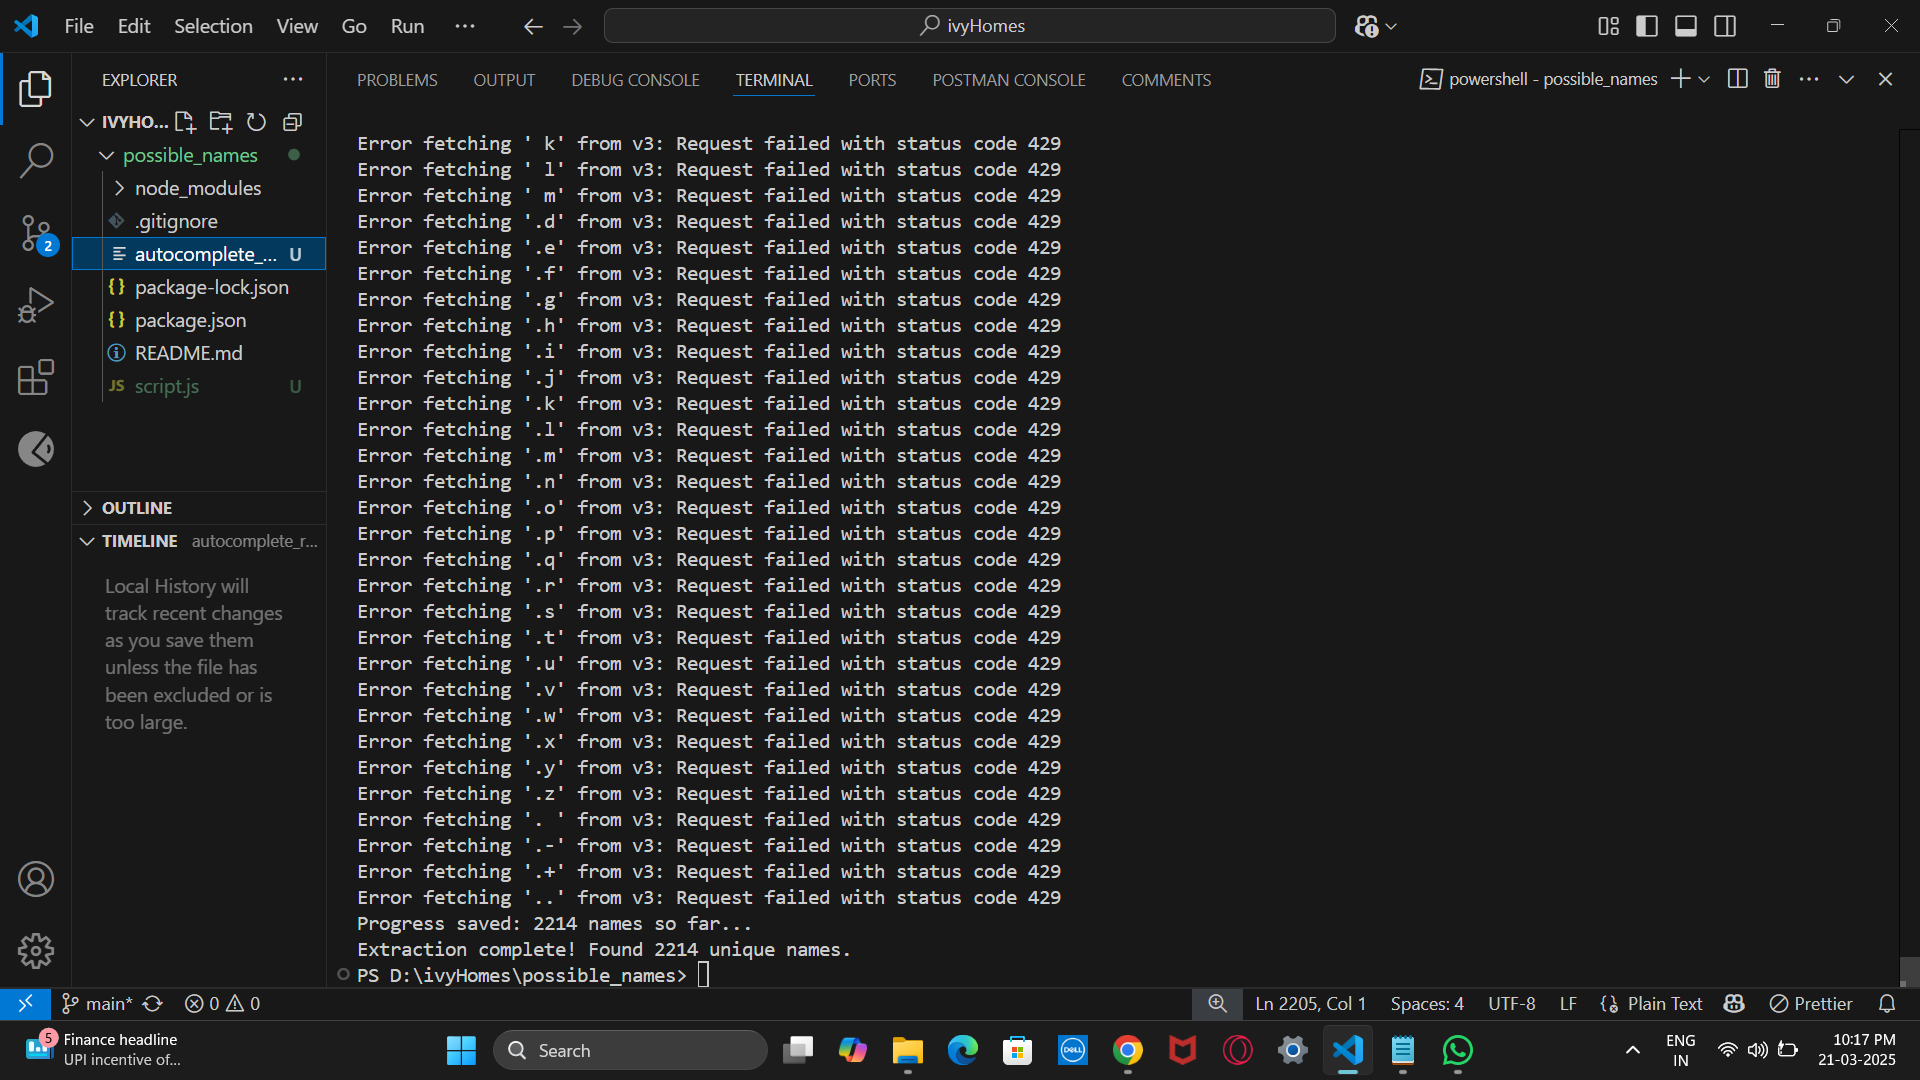 File Edit Selection View Go Run ···
ivyHomes
EXPLORER
IVYHO...
possible_names
node_modules
.gitignore
autocomplete_... U
{} package-lock.json
{} package.json
README.md
JS script.js U
OUTLINE
TIMELINE autocomplete_r...
Local History will
track recent changes
as you save them
unless the file has
been excluded or is
too large.
2
PROBLEMS OUTPUT DEBUG CONSOLE TERMINAL PORTS POSTMAN CONSOLE COMMENTS
powershell - possible_names
Error fetching ' k' from v3: Request failed with status code 429
Error fetching ' l' from v3: Request failed with status code 429
Error fetching ' m' from v3: Request failed with status code 429
Error fetching '.d' from v3: Request failed with status code 429
Error fetching '.e' from v3: Request failed with status code 429
Error fetching '.f' from v3: Request failed with status code 429
Error fetching '.g' from v3: Request failed with status code 429
Error fetching '.h' from v3: Request failed with status code 429
Error fetching '.i' from v3: Request failed with status code 429
Error fetching '.j' from v3: Request failed with status code 429
Error fetching '.k' from v3: Request failed with status code 429
Error fetching '.l' from v3: Request failed with status code 429
Error fetching '.m' from v3: Request failed with status code 429
Error fetching '.n' from v3: Request failed with status code 429
Error fetching '.o' from v3: Request failed with status code 429
Error fetching '.p' from v3: Request failed with status code 429
Error fetching '.q' from v3: Request failed with status code 429
Error fetching '.r' from v3: Request failed with status code 429
Error fetching '.s' from v3: Request failed with status code 429
Error fetching '.t' from v3: Request failed with status code 429
Error fetching '.u' from v3: Request failed with status code 429
Error fetching '.v' from v3: Request failed with status code 429
Error fetching '.w' from v3: Request failed with status code 429
Error fetching '.x' from v3: Request failed with status code 429
Error fetching '.y' from v3: Request failed with status code 429
Error fetching '.z' from v3: Request failed with status code 429
Error fetching '. ' from v3: Request failed with status code 429
Error fetching '.-' from v3: Request failed with status code 429
Error fetching '.+' from v3: Request failed with status code 429
Error fetching '..' from v3: Request failed with status code 429
Progress saved: 2214 names so far...
Extraction complete! Found 2214 unique names.
PS D:\ivyHomes\possible_names>
main* 0 0
Ln 2205, Col 1 Spaces: 4 UTF-8 LF {} Plain Text Prettier
5
Finance headline
UPI incentive of...
Search
DELL
ENG
IN
10:17 PM
21-03-2025